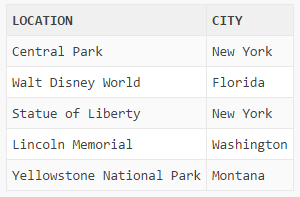 LOCATION CITY
Central Park New York
Walt Disney World Florida
Statue of Liberty New York
Lincoln Memorial Washington
Yellowstone National Park Montana